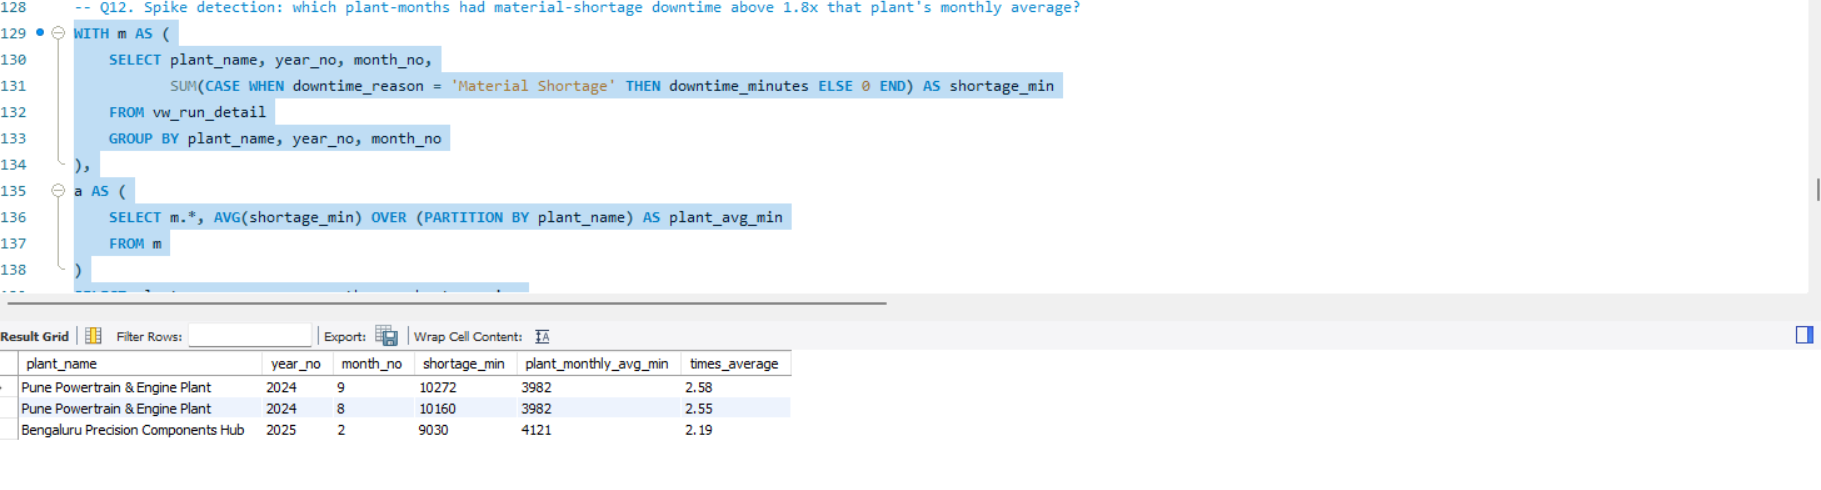 128 -- Q12. Spike detection: which plant-months had material-shortage downtime above 1.8x that plant's monthly average?
129 WITH m AS (
130 SELECT plant_name, year_no, month_no,
131 SUM(CASE WHEN downtime_reason = 'Material Shortage' THEN downtime_minutes ELSE 0 END) AS shortage_min
132 FROM vw_run_detail
133 GROUP BY plant_name, year_no, month_no
134 ),
135 a AS (
136 SELECT m.*, AVG(shortage_min) OVER (PARTITION BY plant_name) AS plant_avg_min
137 FROM m
138 )
Result Grid Filter Rows: Export: Wrap Cell Content:
plant_name year_no month_no shortage_min plant_monthly_avg_min times_average
Pune Powertrain & Engine Plant 2024 9 10272 3982 2.58
Pune Powertrain & Engine Plant 2024 8 10160 3982 2.55
Bengaluru Precision Components Hub 2025 2 9030 4121 2.19